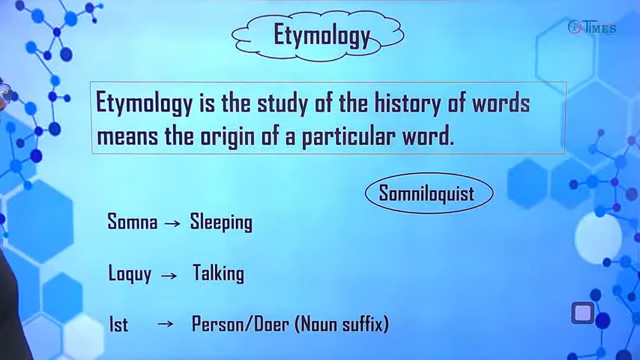 Etymology
TIMES
Etymology is the study of the history of words
means the origin of a particular word.
Somniloquist
Somna → Sleeping
Loquy → Talking
Ist → Person/Doer (Noun suffix)